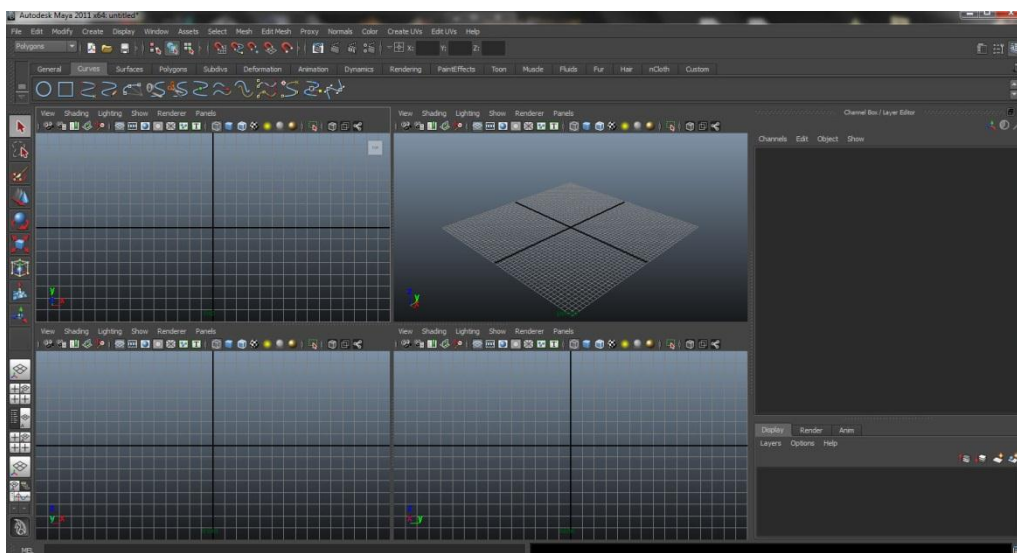 Autodesk Maya 2011 x64: untitled*
File Edit Modify Create Display Window Assets Select Mesh Edit Mesh Proxy Normals Color Create UVs Edit UVs Help
Polygons X: Y: Z:
General Curves Surfaces Polygons Subdivs Deformation Animation Dynamics Rendering PaintEffects Toon Muscle Fluids Fur Hair nCloth Custom
View Shading Lighting Show Renderer Panels
View Shading Lighting Show Renderer Panels
Channel Box / Layer Editor
Channels Edit Object Show
y
x
y
View Shading Lighting Show Renderer Panels
View Shading Lighting Show Renderer Panels
Display Render Anim
Layers Options Help
y x
x y
MEL